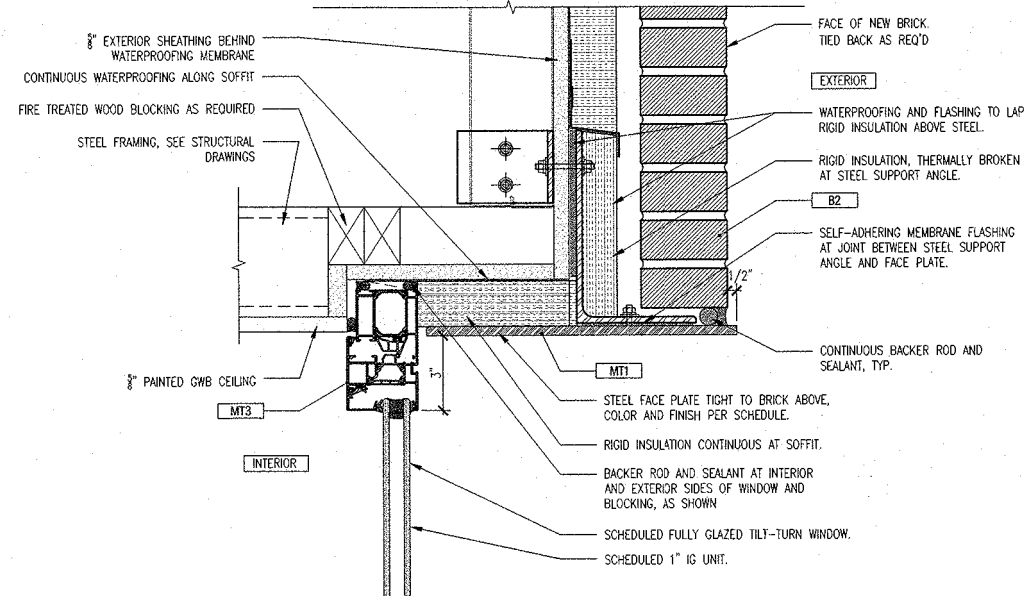 5/8" EXTERIOR SHEATHING BEHIND
WATERPROOFING MEMBRANE
CONTINUOUS WATERPROOFING ALONG SOFFIT
FIRE TREATED WOOD BLOCKING AS REQUIRED
STEEL FRAMING, SEE STRUCTURAL
DRAWINGS
5/8" PAINTED GWB CEILING
MT3
INTERIOR
FACE OF NEW BRICK.
TIED BACK AS REQ'D
EXTERIOR
WATERPROOFING AND FLASHING TO LAP
RIGID INSULATION ABOVE STEEL.
RIGID INSULATION, THERMALLY BROKEN
AT STEEL SUPPORT ANGLE.
B2
SELF-ADHERING MEMBRANE FLASHING
AT JOINT BETWEEN STEEL SUPPORT
ANGLE AND FACE PLATE.
1/2"
CONTINUOUS BACKER ROD AND
SEALANT, TYP.
MT1
3"
STEEL FACE PLATE TIGHT TO BRICK ABOVE,
COLOR AND FINISH PER SCHEDULE.
RIGID INSULATION CONTINUOUS AT SOFFIT.
BACKER ROD AND SEALANT AT INTERIOR
AND EXTERIOR SIDES OF WINDOW AND
BLOCKING, AS SHOWN
SCHEDULED FULLY GLAZED TILT-TURN WINDOW.
SCHEDULED 1" IG UNIT.